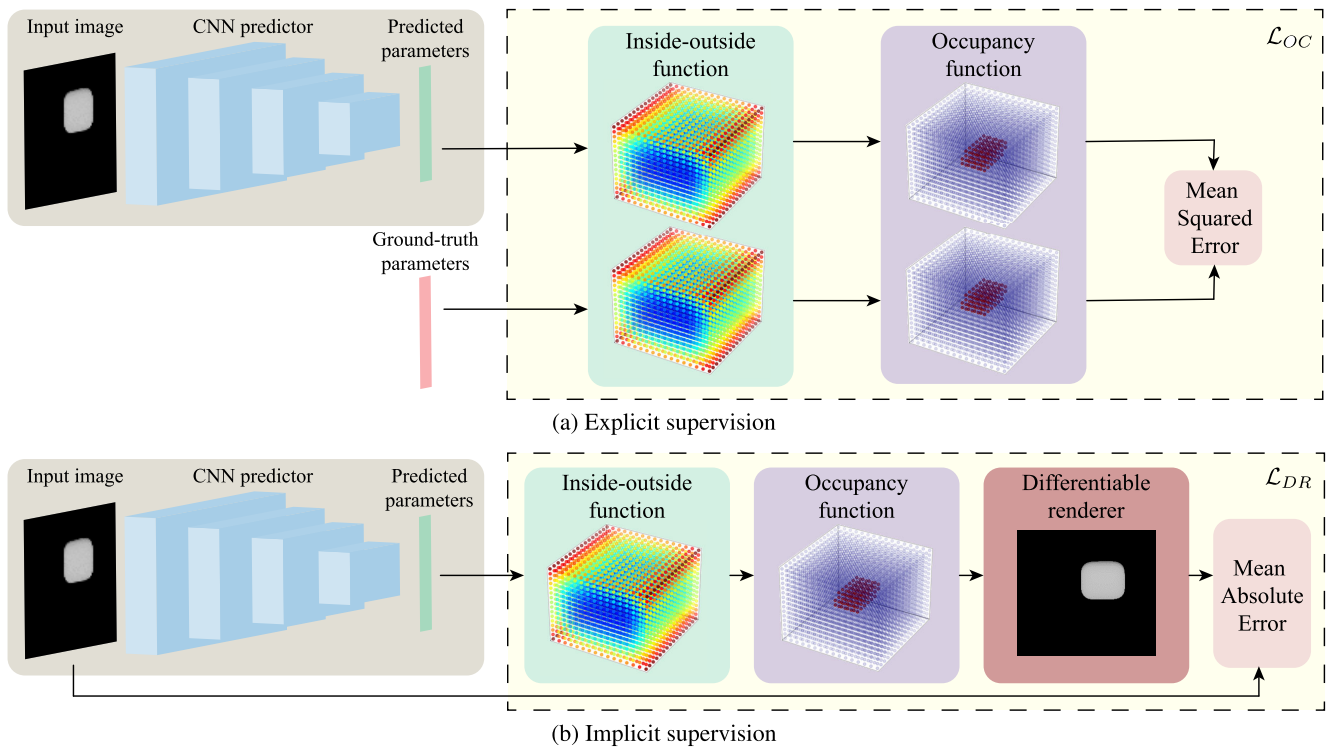 Input image
CNN predictor
Predicted
parameters
Inside-outside
function
Occupancy
function
ℒ_OC
Mean
Squared
Error
Ground-truth
parameters
(a) Explicit supervision
Input image
CNN predictor
Predicted
parameters
Inside-outside
function
Occupancy
function
Differentiable
renderer
ℒ_DR
Mean
Absolute
Error
(b) Implicit supervision